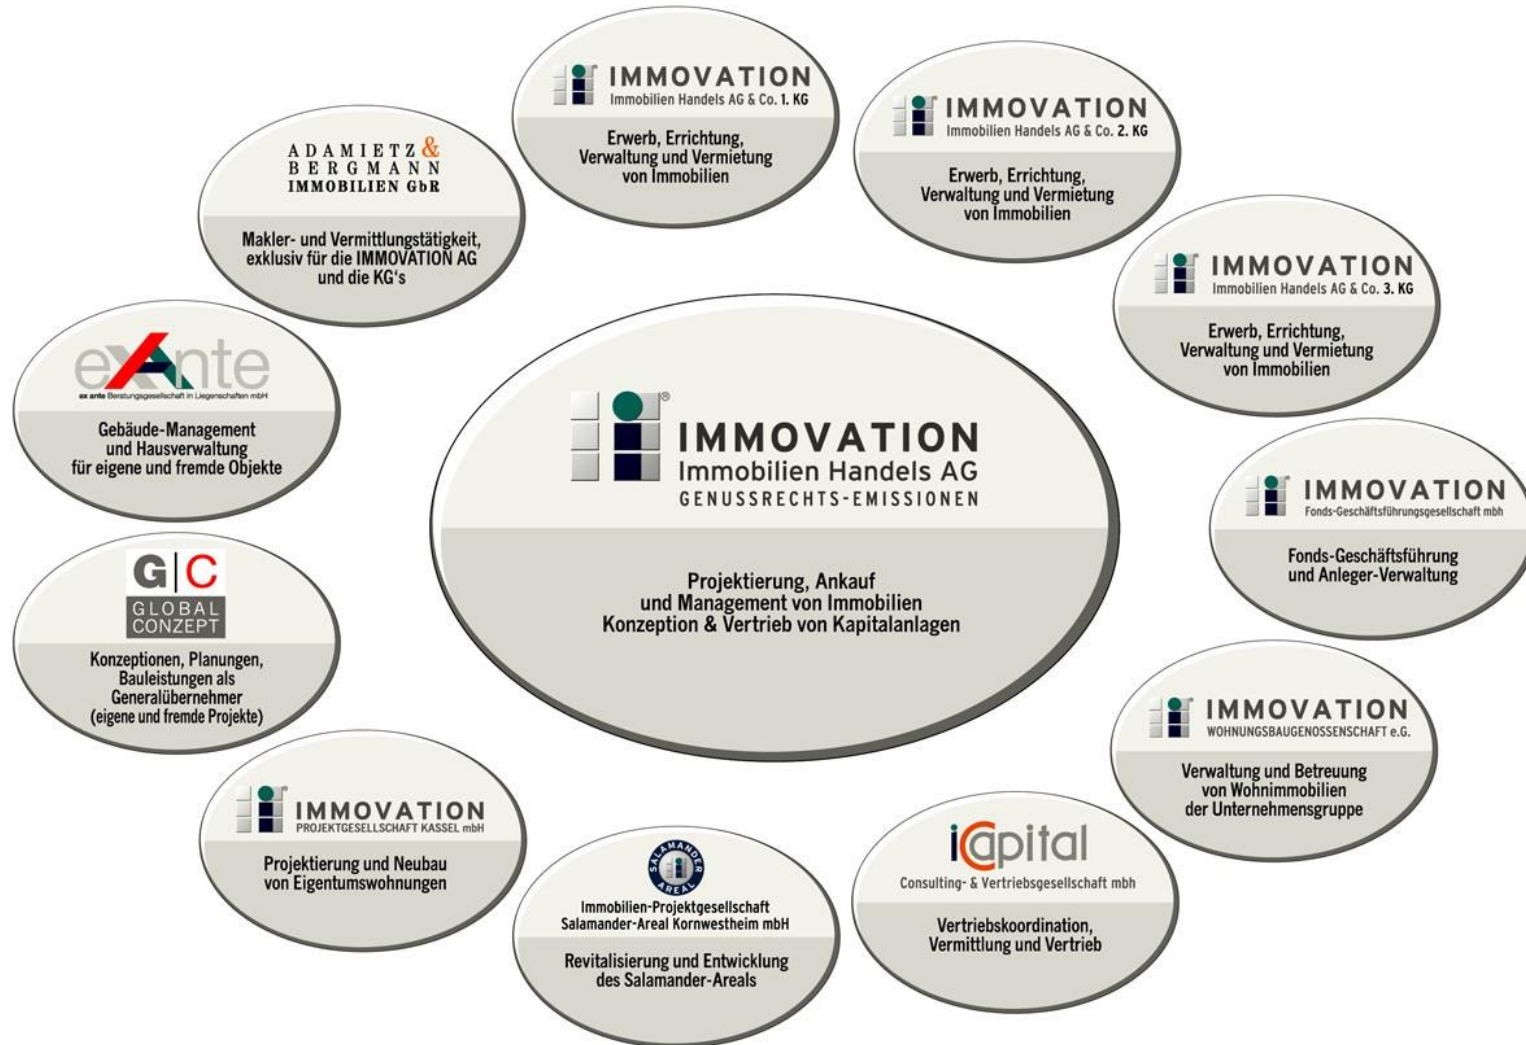 IMMOVATION
Immobilien Handels AG & Co. 1. KG
Erwerb, Errichtung,
Verwaltung und Vermietung
von Immobilien
IMMOVATION
Immobilien Handels AG & Co. 2. KG
Erwerb, Errichtung,
Verwaltung und Vermietung
von Immobilien
IMMOVATION
Immobilien Handels AG & Co. 3. KG
Erwerb, Errichtung,
Verwaltung und Vermietung
von Immobilien
IMMOVATION
Fonds-Geschäftsführungsgesellschaft mbh
Fonds-Geschäftsführung
und Anleger-Verwaltung
IMMOVATION
WOHNUNGSBAUGENOSSENSCHAFT e.G.
Verwaltung und Betreuung
von Wohnimmobilien
der Unternehmensgruppe
iCapital
Consulting- & Vertriebsgesellschaft mbh
Vertriebskoordination,
Vermittlung und Vertrieb
SALAMANDER
AREAL
Immobilien-Projektgesellschaft
Salamander-Areal Kornwestheim mbH
Revitalisierung und Entwicklung
des Salamander-Areals
IMMOVATION
PROJEKTGESELLSCHAFT KASSEL mbH
Projektierung und Neubau
von Eigentumswohnungen
G|C
GLOBAL
CONZEPT
Konzeptionen, Planungen,
Bauleistungen als
Generalübernehmer
(eigene und fremde Projekte)
exAnte
ex ante Beratungsgesellschaft in Liegenschaften mbH
Gebäude-Management
und Hausverwaltung
für eigene und fremde Objekte
ADAMIETZ &
BERGMANN
IMMOBILIEN GbR
Makler- und Vermittlungstätigkeit,
exklusiv für die IMMOVATION AG
und die KG‘s
®
IMMOVATION
Immobilien Handels AG
GENUSSRECHTS-EMISSIONEN
Projektierung, Ankauf
und Management von Immobilien
Konzeption & Vertrieb von Kapitalanlagen